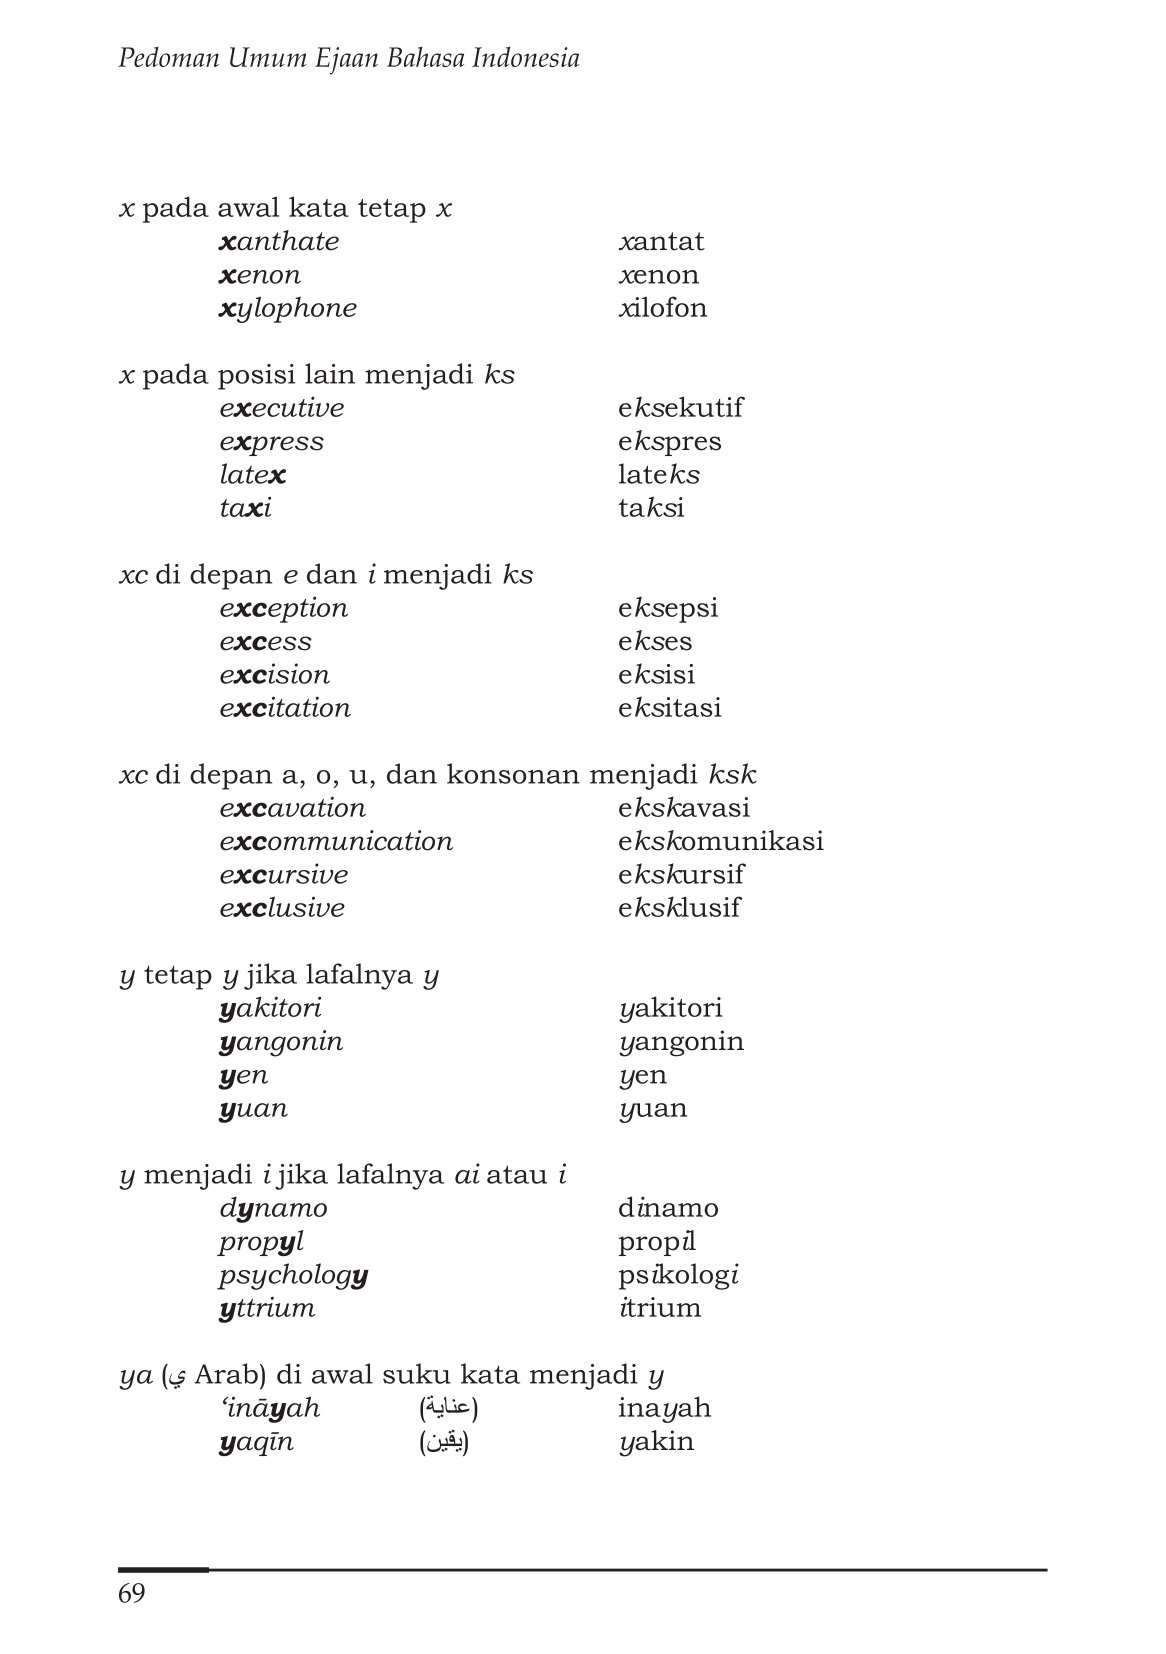 Pedoman Umum Ejaan Bahasa Indonesia
x pada awal kata tetap x
xanthate xantat
xenon xenon
xylophone xilofon
x pada posisi lain menjadi ks
executive eksekutif
express ekspres
latex lateks
taxi taksi
xc di depan e dan i menjadi ks
exception eksepsi
excess ekses
excision eksisi
excitation eksitasi
xc di depan a, o, u, dan konsonan menjadi ksk
excavation ekskavasi
excommunication ekskomunikasi
excursive ekskursif
exclusive eksklusif
y tetap y jika lafalnya y
yakitori yakitori
yangonin yangonin
yen yen
yuan yuan
y menjadi i jika lafalnya ai atau i
dynamo dinamo
propyl propil
psychology psikologi
yttrium itrium
ya (ي Arab) di awal suku kata menjadi y
‘ināyah (عناية) inayah
yaqīn (يقين) yakin
69